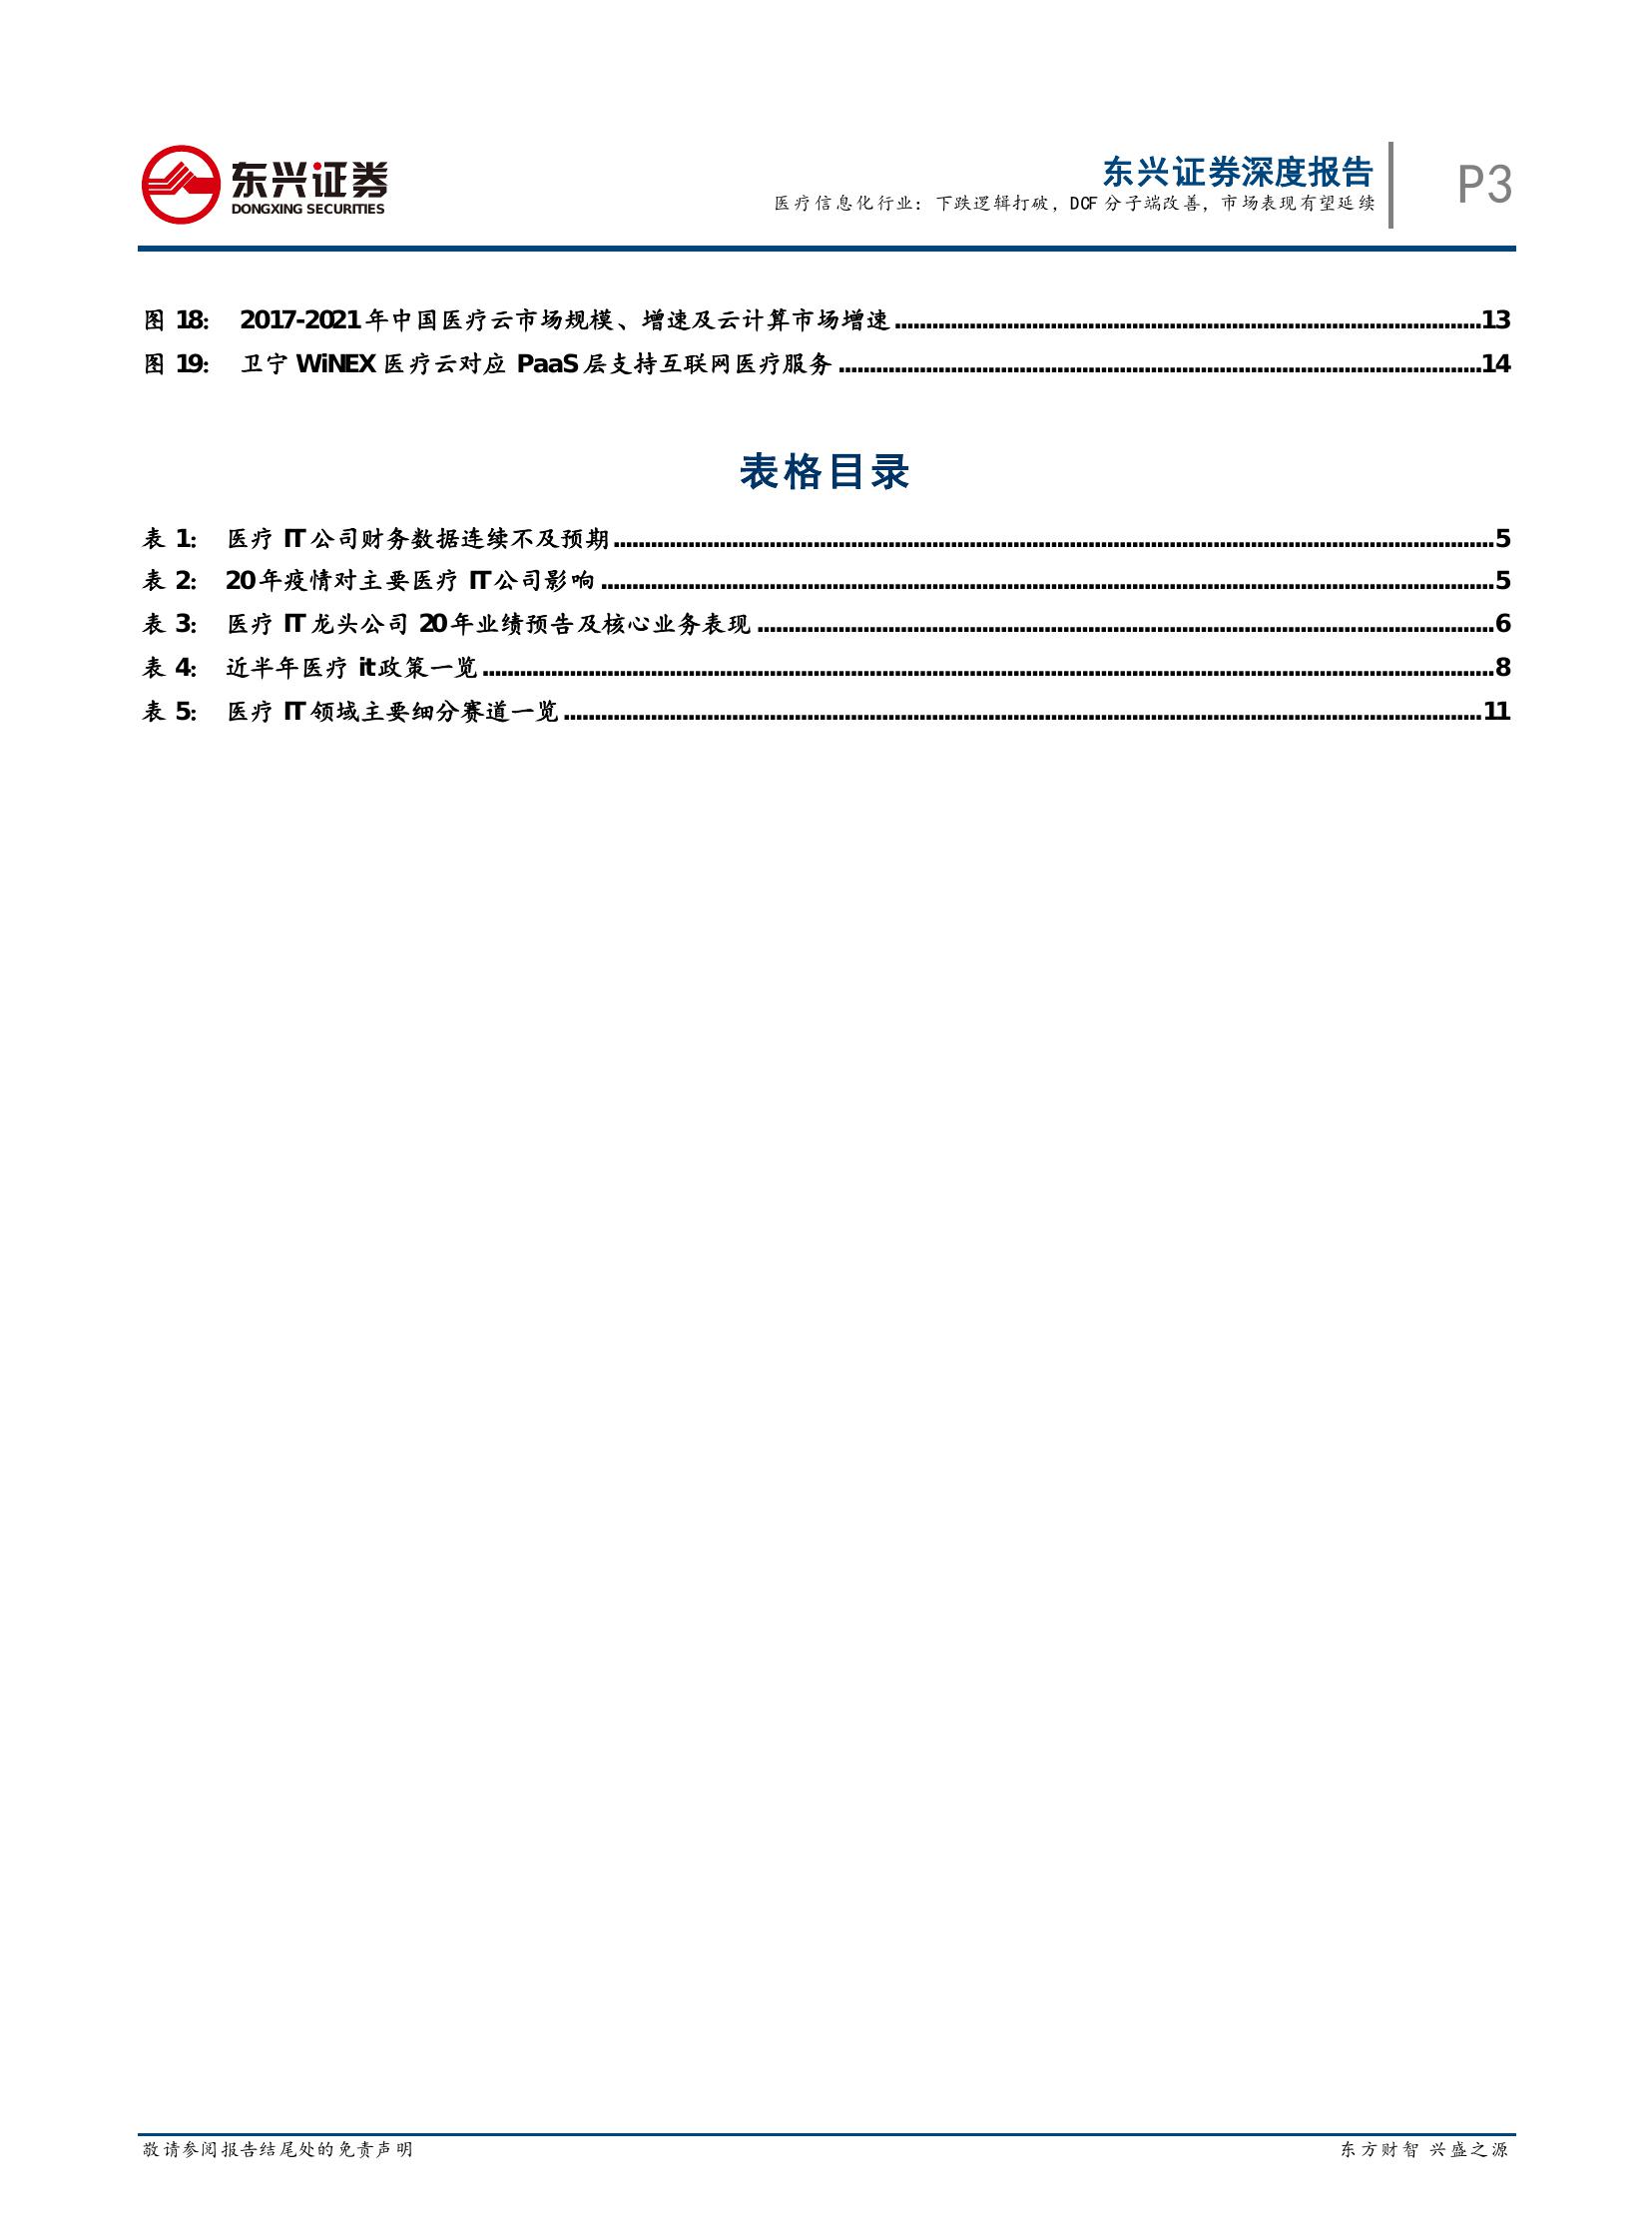 东兴证券
DONGXING SECURITIES
东兴证券深度报告
医疗信息化行业：下跌逻辑打破，DCF 分子端改善，市场表现有望延续
P3
图 18： 2017-2021 年中国医疗云市场规模、增速及云计算市场增速 13
图 19： 卫宁 WiNEX 医疗云对应 PaaS 层支持互联网医疗服务 14
表格目录
表 1： 医疗 IT 公司财务数据连续不及预期 5
表 2： 20 年疫情对主要医疗 IT 公司影响 5
表 3： 医疗 IT 龙头公司 20 年业绩预告及核心业务表现 6
表 4： 近半年医疗 it 政策一览 8
表 5： 医疗 IT 领域主要细分赛道一览 11
敬请参阅报告结尾处的免责声明
东方财智 兴盛之源